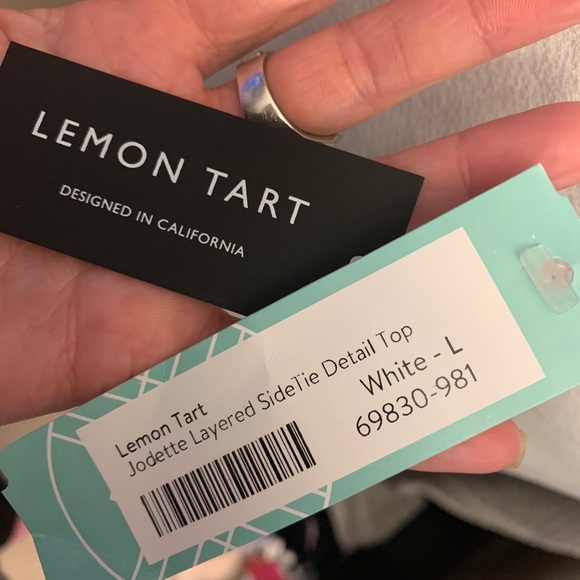 LEMON TART
DESIGNED IN CALIFORNIA
Lemon Tart
Jodette Layered SideTie Detail Top
White - L
69830-981